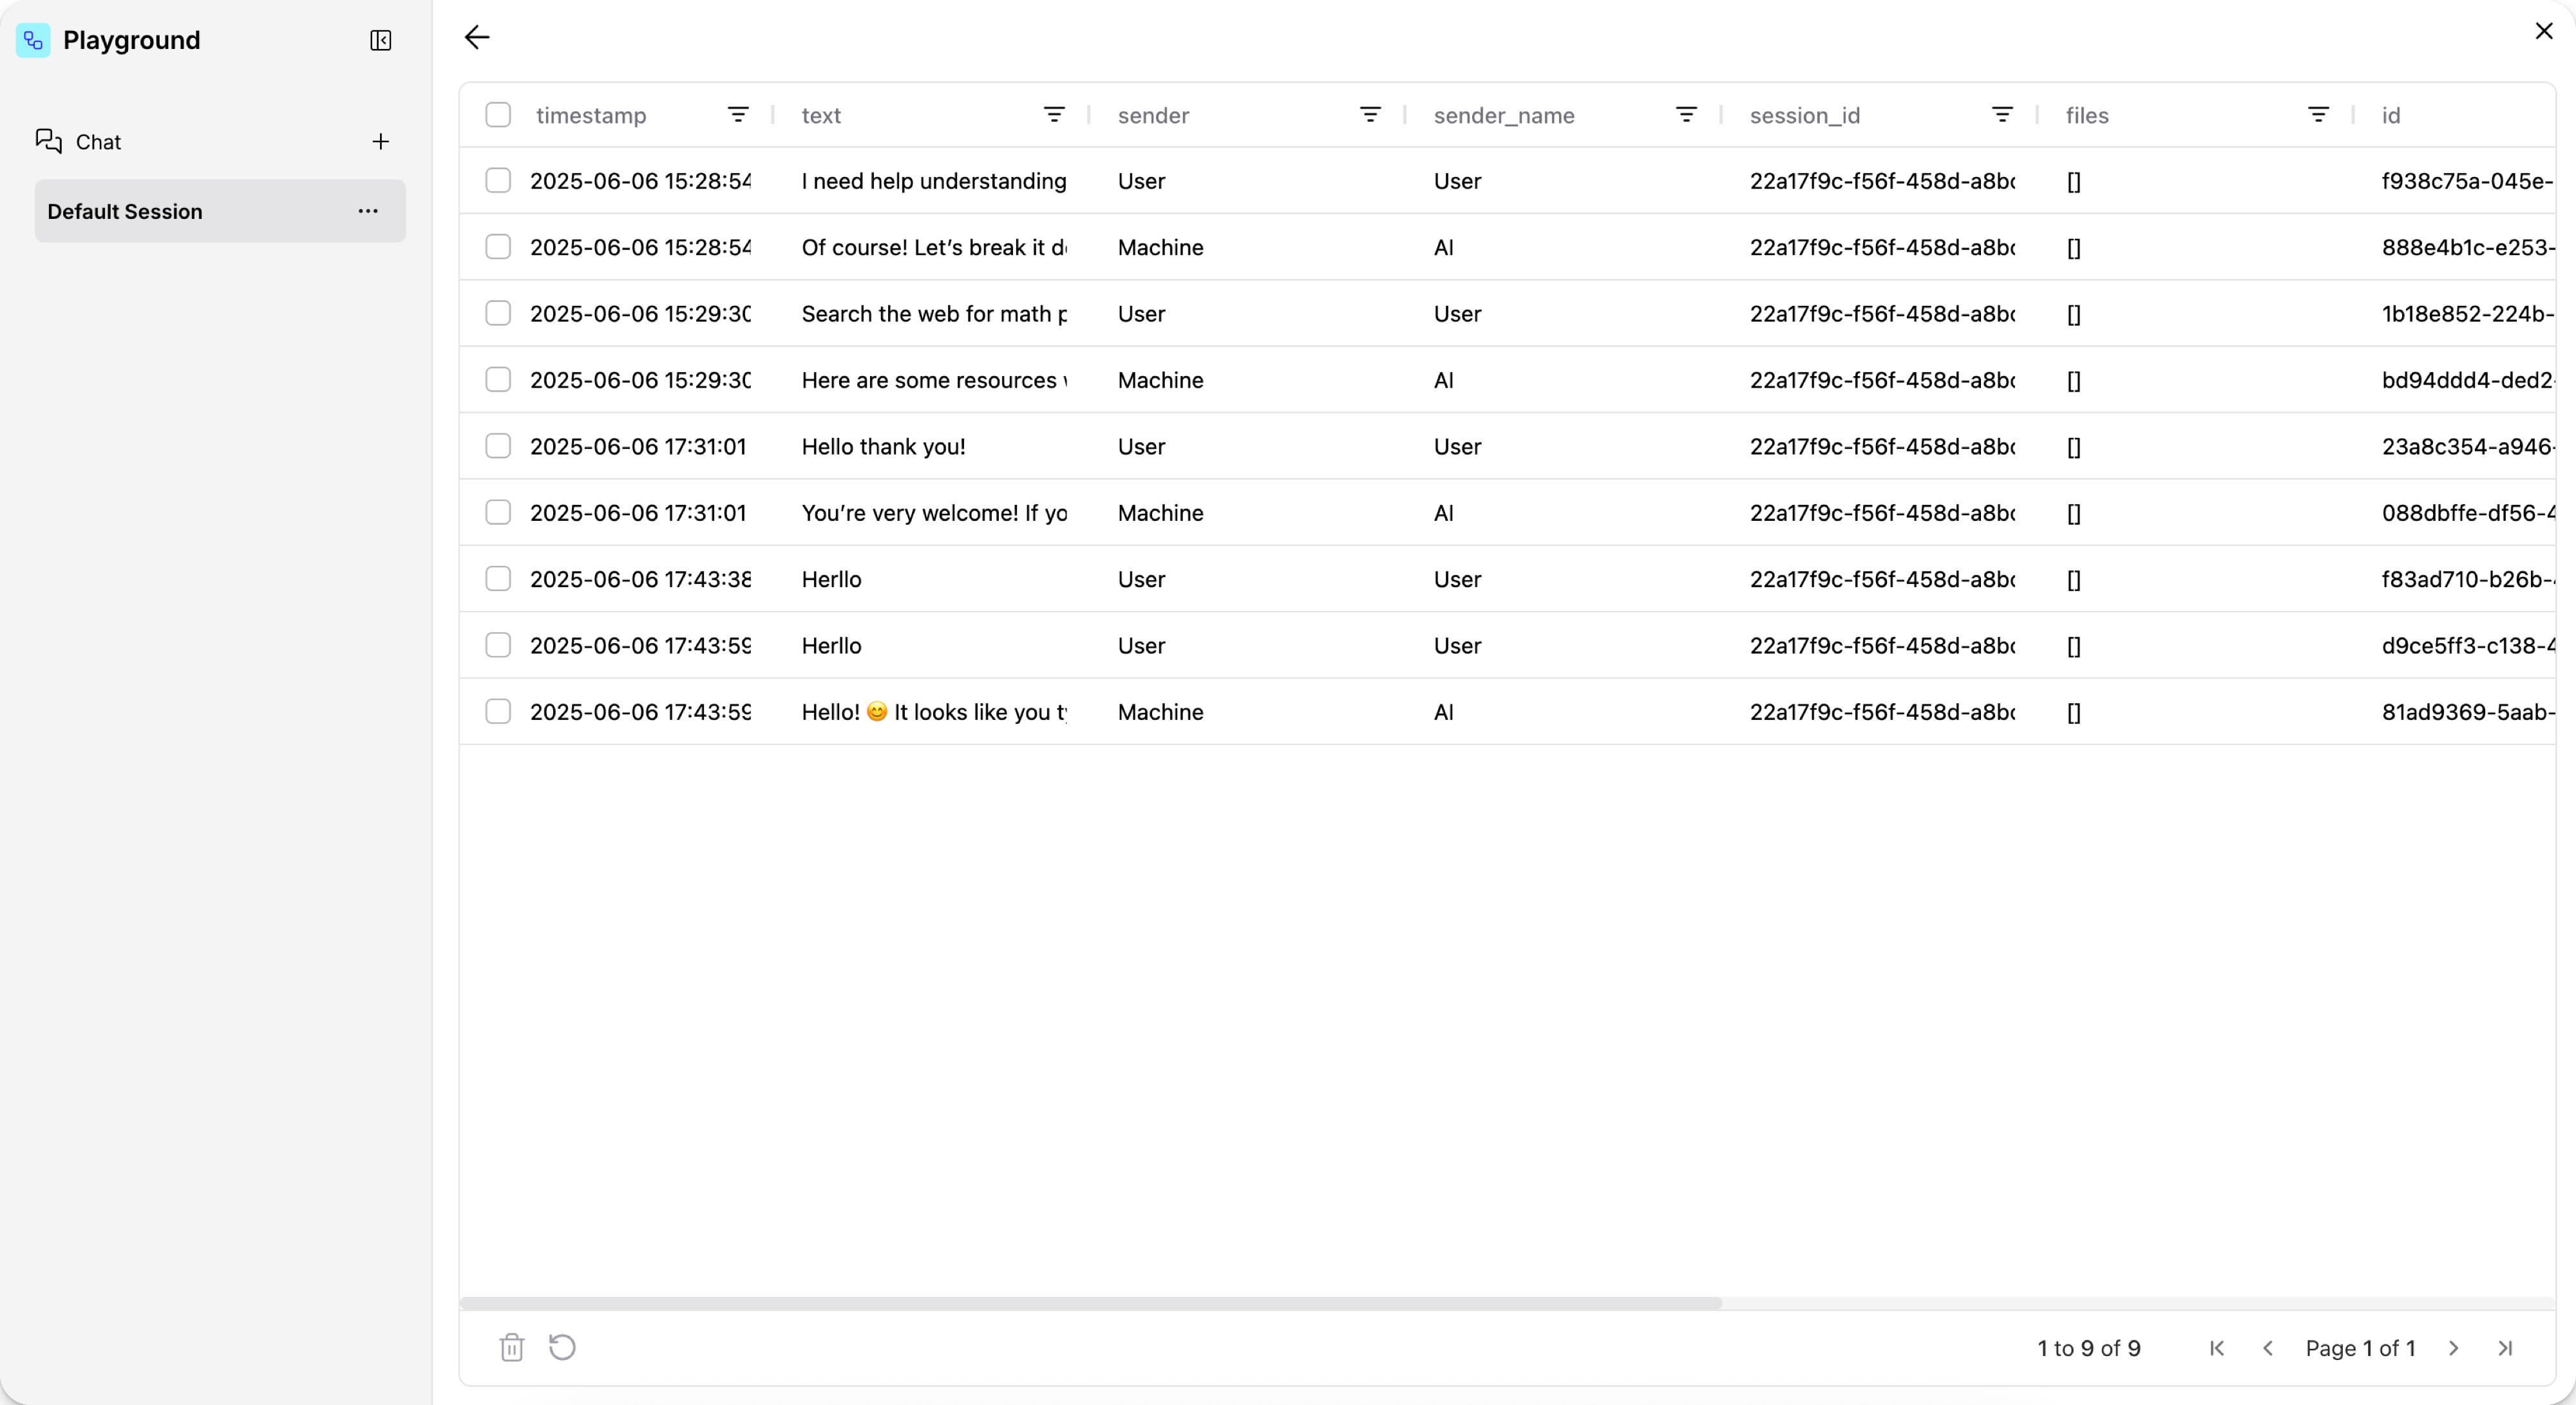 Playground
Chat
Default Session
timestamp text sender sender_name session_id files id
2025-06-06 15:28:54 I need help understanding User User 22a17f9c-f56f-458d-a8b [] f938c75a-045e-
2025-06-06 15:28:54 Of course! Let’s break it d Machine AI 22a17f9c-f56f-458d-a8b [] 888e4b1c-e253-
2025-06-06 15:29:30 Search the web for math p User User 22a17f9c-f56f-458d-a8b [] 1b18e852-224b-
2025-06-06 15:29:30 Here are some resources Machine AI 22a17f9c-f56f-458d-a8b [] bd94ddd4-ded2-
2025-06-06 17:31:01 Hello thank you! User User 22a17f9c-f56f-458d-a8b [] 23a8c354-a946-
2025-06-06 17:31:01 You’re very welcome! If yo Machine AI 22a17f9c-f56f-458d-a8b [] 088dbffe-df56-4
2025-06-06 17:43:38 Herllo User User 22a17f9c-f56f-458d-a8b [] f83ad710-b26b-
2025-06-06 17:43:59 Herllo User User 22a17f9c-f56f-458d-a8b [] d9ce5ff3-c138-4
2025-06-06 17:43:59 Hello! 😊 It looks like you t Machine AI 22a17f9c-f56f-458d-a8b [] 81ad9369-5aab-
1 to 9 of 9 Page 1 of 1